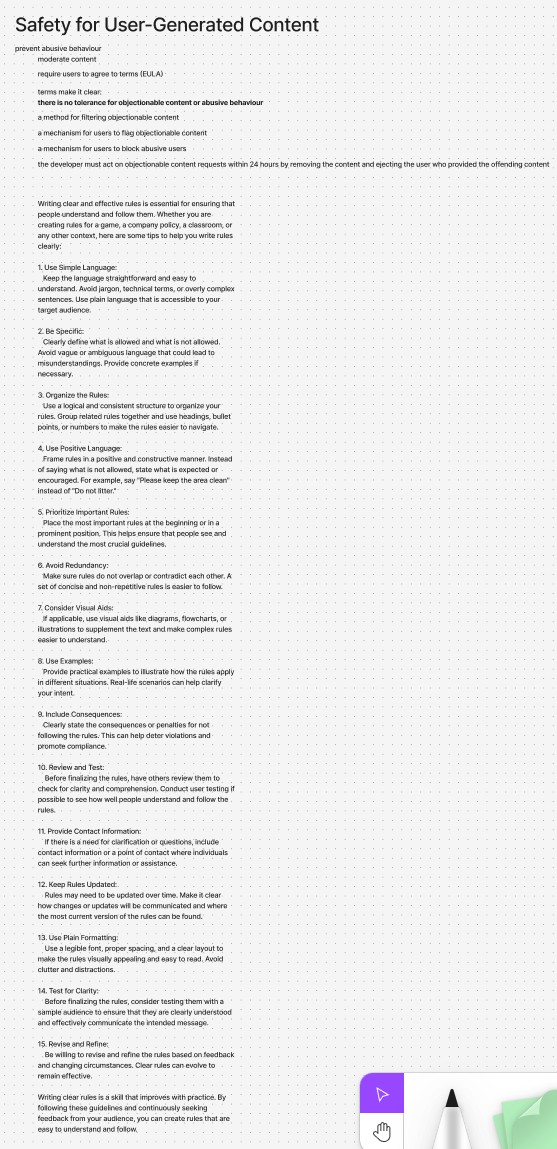 Safety for User-Generated Content
prevent abusive behaviour
moderate content
require users to agree to terms (EULA)
terms make it clear:
there is no tolerance for objectionable content or abusive behaviour
a method for filtering objectionable content
a mechanism for users to flag objectionable content
a mechanism for users to block abusive users
the developer must act on objectionable content requests within 24 hours by removing the content and ejecting the user who provided the offending content
Writing clear and effective rules is essential for ensuring that
people understand and follow them. Whether you are
creating rules for a game, a company policy, a classroom, or
any other context, here are some tips to help you write rules
clearly:
1. Use Simple Language:
Keep the language straightforward and easy to
understand. Avoid jargon, technical terms, or overly complex
sentences. Use plain language that is accessible to your
target audience.
2. Be Specific:
Clearly define what is allowed and what is not allowed.
Avoid vague or ambiguous language that could lead to
misunderstandings. Provide concrete examples if
necessary.
3. Organize the Rules:
Use a logical and consistent structure to organize your
rules. Group related rules together and use headings, bullet
points, or numbers to make the rules easier to navigate.
4. Use Positive Language:
Frame rules in a positive and constructive manner. Instead
of saying what is not allowed, state what is expected or
encouraged. For example, say "Please keep the area clean"
instead of "Do not litter."
5. Prioritize Important Rules:
Place the most important rules at the beginning or in a
prominent position. This helps ensure that people see and
understand the most crucial guidelines.
6. Avoid Redundancy:
Make sure rules do not overlap or contradict each other. A
set of concise and non-repetitive rules is easier to follow.
7. Consider Visual Aids:
If applicable, use visual aids like diagrams, flowcharts, or
illustrations to supplement the text and make complex rules
easier to understand.
8. Use Examples:
Provide practical examples to illustrate how the rules apply
in different situations. Real-life scenarios can help clarify
your intent.
9. Include Consequences:
Clearly state the consequences or penalties for not
following the rules. This can help deter violations and
promote compliance.
10. Review and Test:
Before finalizing the rules, have others review them to
check for clarity and comprehension. Conduct user testing if
possible to see how well people understand and follow the
rules.
11. Provide Contact Information:
If there is a need for clarification or questions, include
contact information or a point of contact where individuals
can seek further information or assistance.
12. Keep Rules Updated:
Rules may need to be updated over time. Make it clear
how changes or updates will be communicated and where
the most current version of the rules can be found.
13. Use Plain Formatting:
Use a legible font, proper spacing, and a clear layout to
make the rules visually appealing and easy to read. Avoid
clutter and distractions.
14. Test for Clarity:
Before finalizing the rules, consider testing them with a
sample audience to ensure that they are clearly understood
and effectively communicate the intended message.
15. Revise and Refine:
Be willing to revise and refine the rules based on feedback
and changing circumstances. Clear rules can evolve to
remain effective.
Writing clear rules is a skill that improves with practice. By
following these guidelines and continuously seeking
feedback from your audience, you can create rules that are
easy to understand and follow.